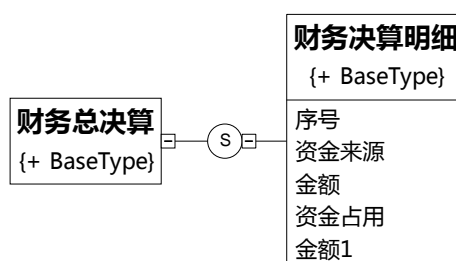 财务总决算
{+ BaseType}
S
财务决算明细
{+ BaseType}
序号
资金来源
金额
资金占用
金额1